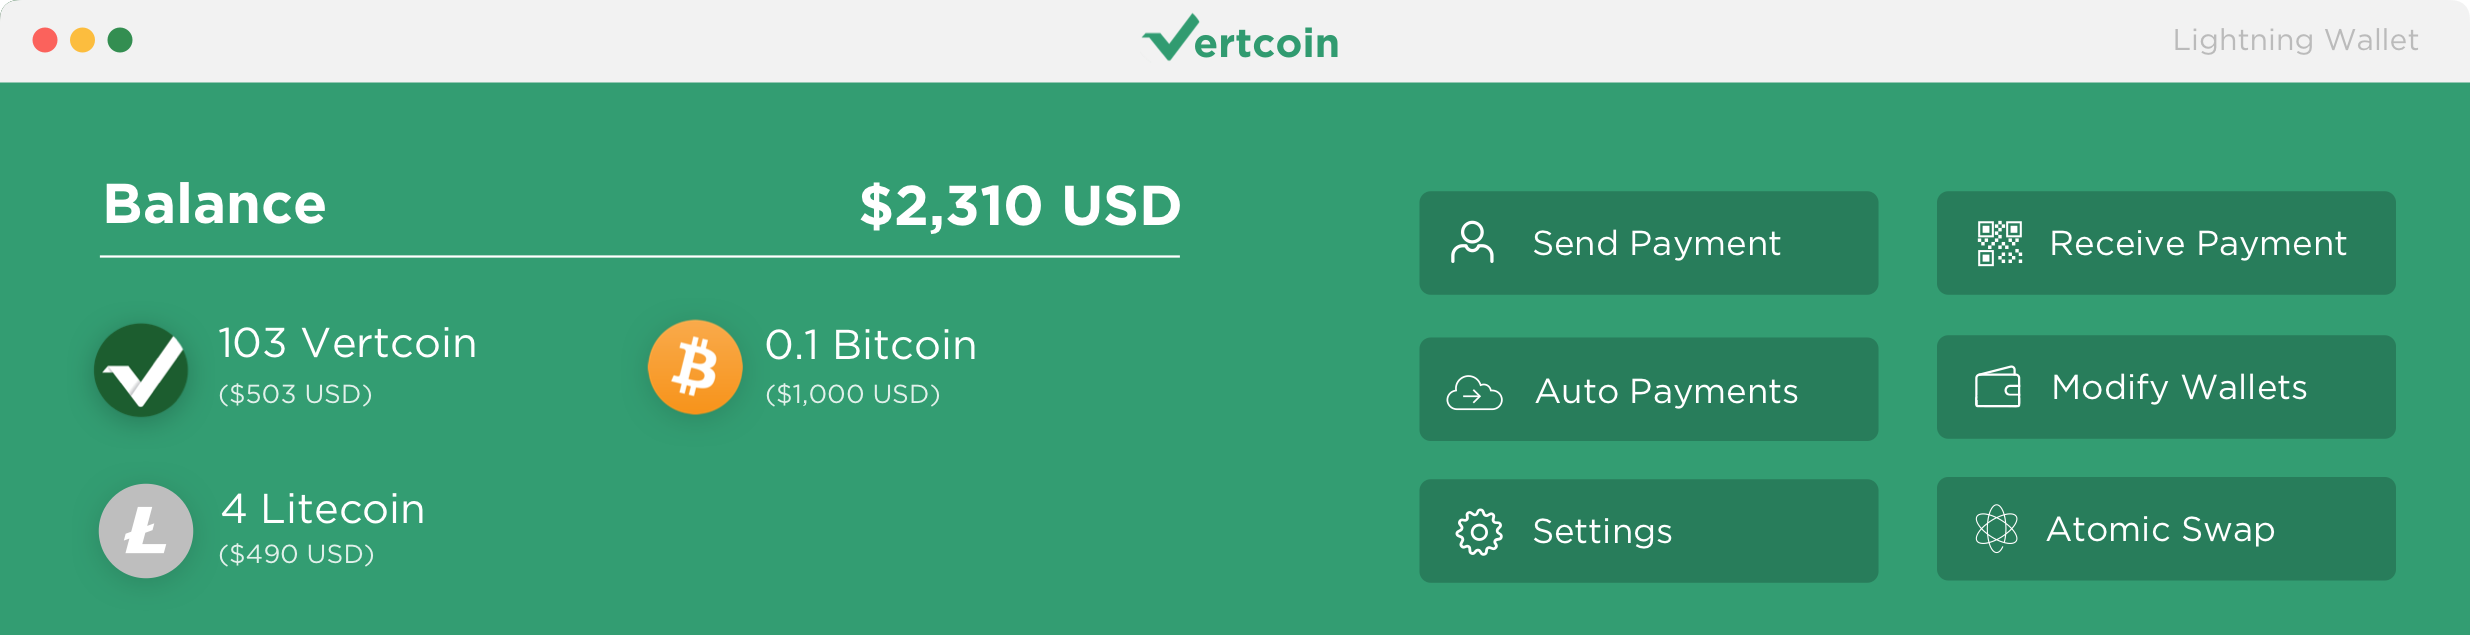 Vertcoin
Lightning Wallet
Balance
$2,310 USD
103 Vertcoin
($503 USD)
0.1 Bitcoin
($1,000 USD)
4 Litecoin
($490 USD)
Send Payment
Receive Payment
Auto Payments
Modify Wallets
Settings
Atomic Swap